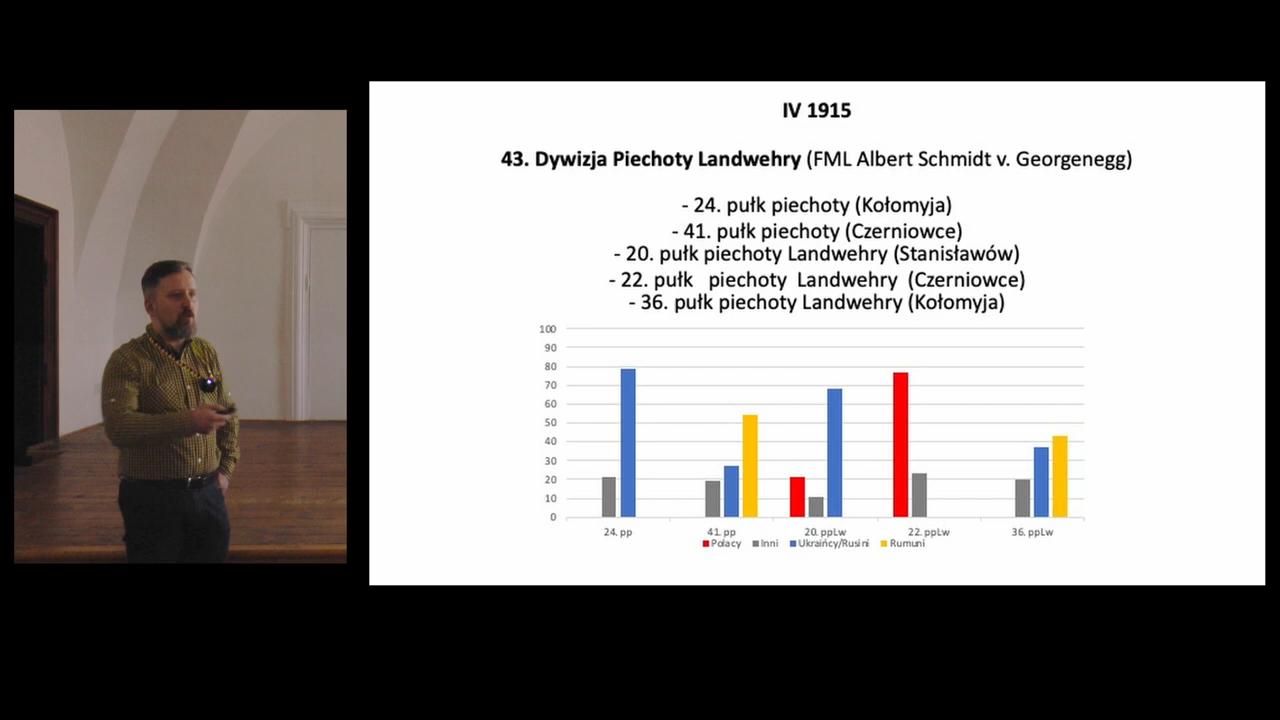 IV 1915
43. Dywizja Piechoty Landwehry (FML Albert Schmidt v. Georgenegg)
- 24. pułk piechoty (Kołomyja)
- 41. pułk piechoty (Czerniowce)
- 20. pułk piechoty Landwehry (Stanisławów)
- 22. pułk piechoty Landwehry (Czerniowce)
- 36. pułk piechoty Landwehry (Kołomyja)
100
90
80
70
60
50
40
30
20
10
0
24. pp 41. pp 20. ppLw 22. ppLw 36. ppLw
Polacy Inni Ukraińcy/Rusini Rumuni